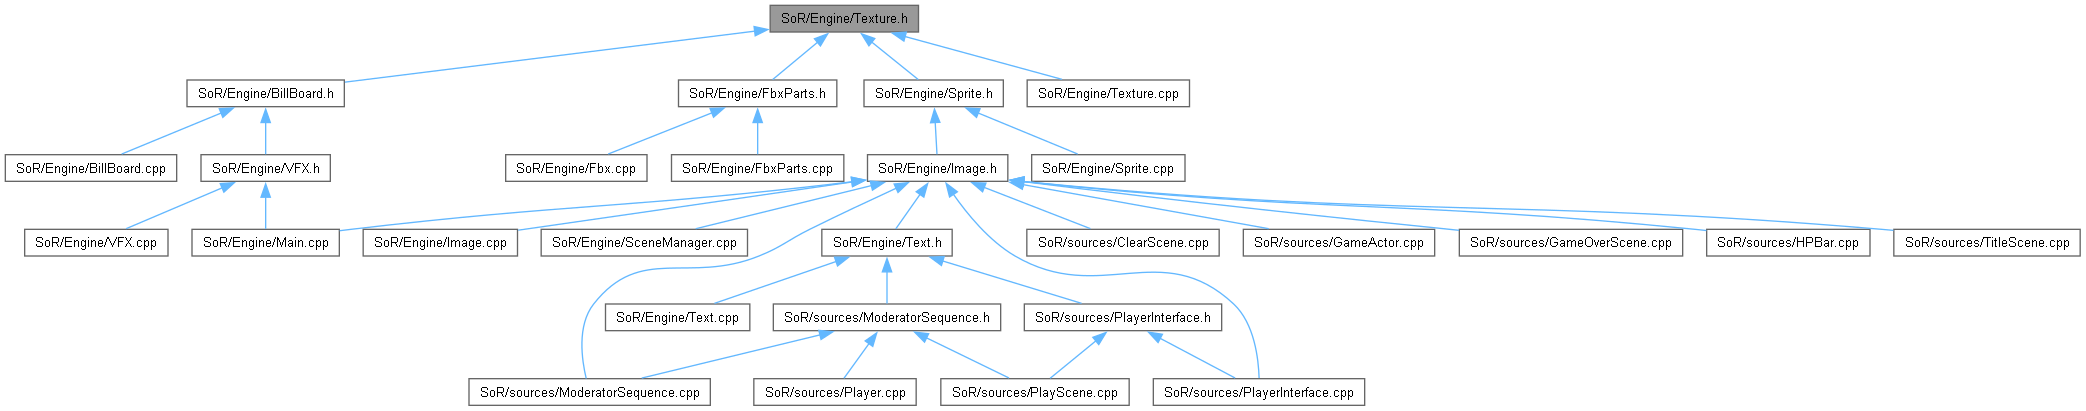 SoR/Engine/Texture.h
SoR/Engine/BillBoard.h
SoR/Engine/FbxParts.h
SoR/Engine/Sprite.h
SoR/Engine/Texture.cpp
SoR/Engine/BillBoard.cpp
SoR/Engine/VFX.h
SoR/Engine/Fbx.cpp
SoR/Engine/FbxParts.cpp
SoR/Engine/Image.h
SoR/Engine/Sprite.cpp
SoR/Engine/VFX.cpp
SoR/Engine/Main.cpp
SoR/Engine/Image.cpp
SoR/Engine/SceneManager.cpp
SoR/Engine/Text.h
SoR/sources/ClearScene.cpp
SoR/sources/GameActor.cpp
SoR/sources/GameOverScene.cpp
SoR/sources/HPBar.cpp
SoR/sources/TitleScene.cpp
SoR/Engine/Text.cpp
SoR/sources/ModeratorSequence.h
SoR/sources/PlayerInterface.h
SoR/sources/ModeratorSequence.cpp
SoR/sources/Player.cpp
SoR/sources/PlayScene.cpp
SoR/sources/PlayerInterface.cpp